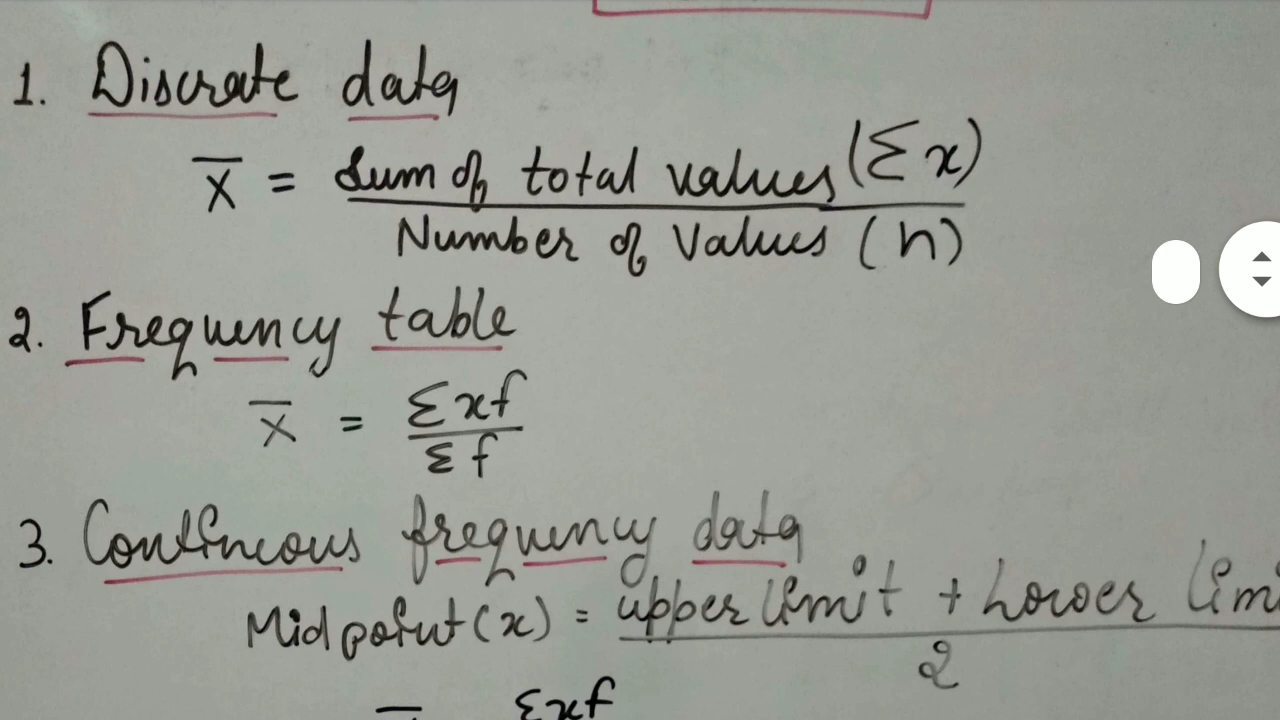 1. Discrete data
x̄ = Sum of total values (Σx) / Number of Values (n)
2. Frequency table
x̄ = Σxf / Σf
3. Continuous frequency data
Midpoint (x) = upper limit + Lower limi / 2
Σxf